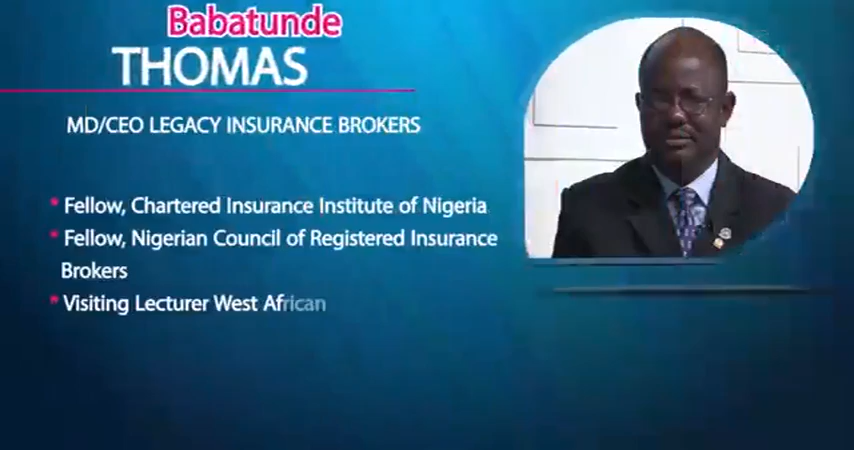 Babatunde
THOMAS
MD/CEO LEGACY INSURANCE BROKERS
• Fellow, Chartered Insurance Institute of Nigeria
• Fellow, Nigerian Council of Registered Insurance
Brokers
• Visiting Lecturer West African